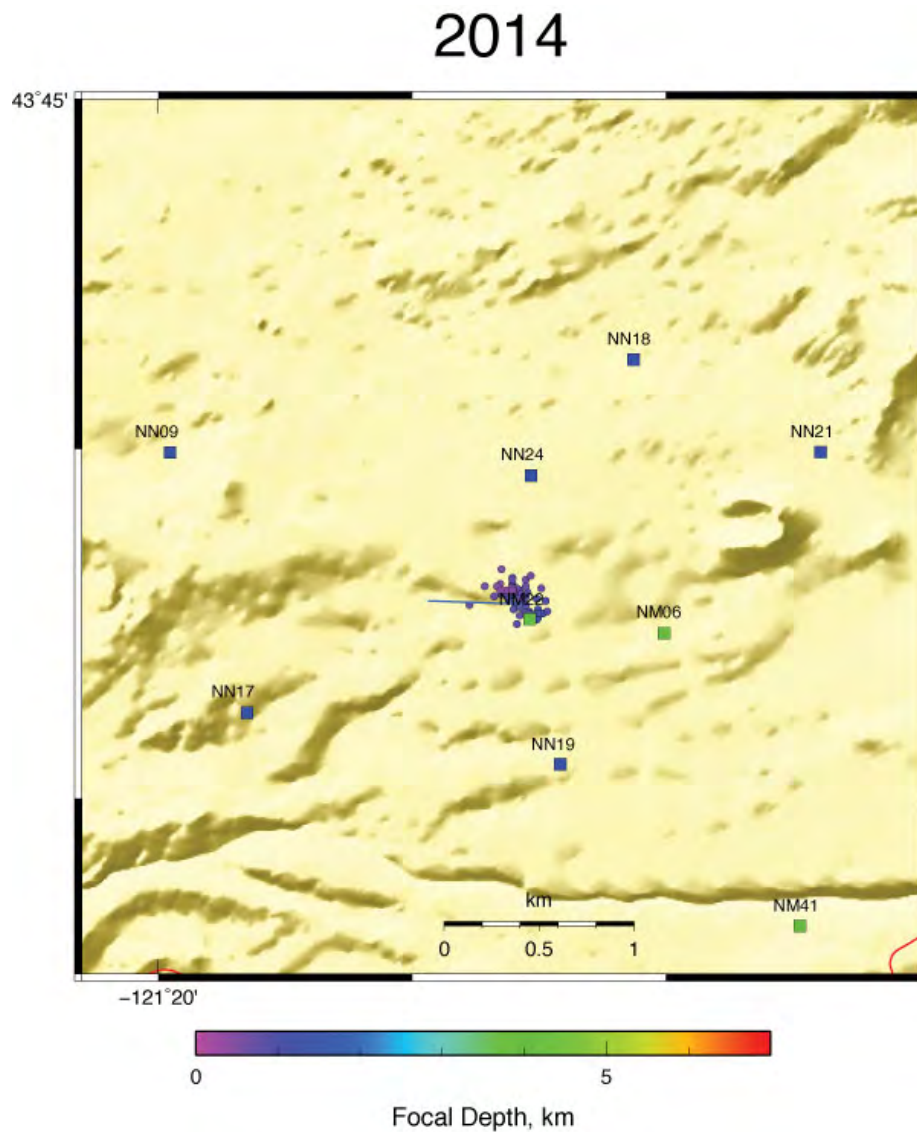 2014
43°45'
NN18
NN09
NN21
NN24
NM22
NM06
NN17
NN19
km
NM41
0 0.5 1
−121°20'
0 5
Focal Depth, km